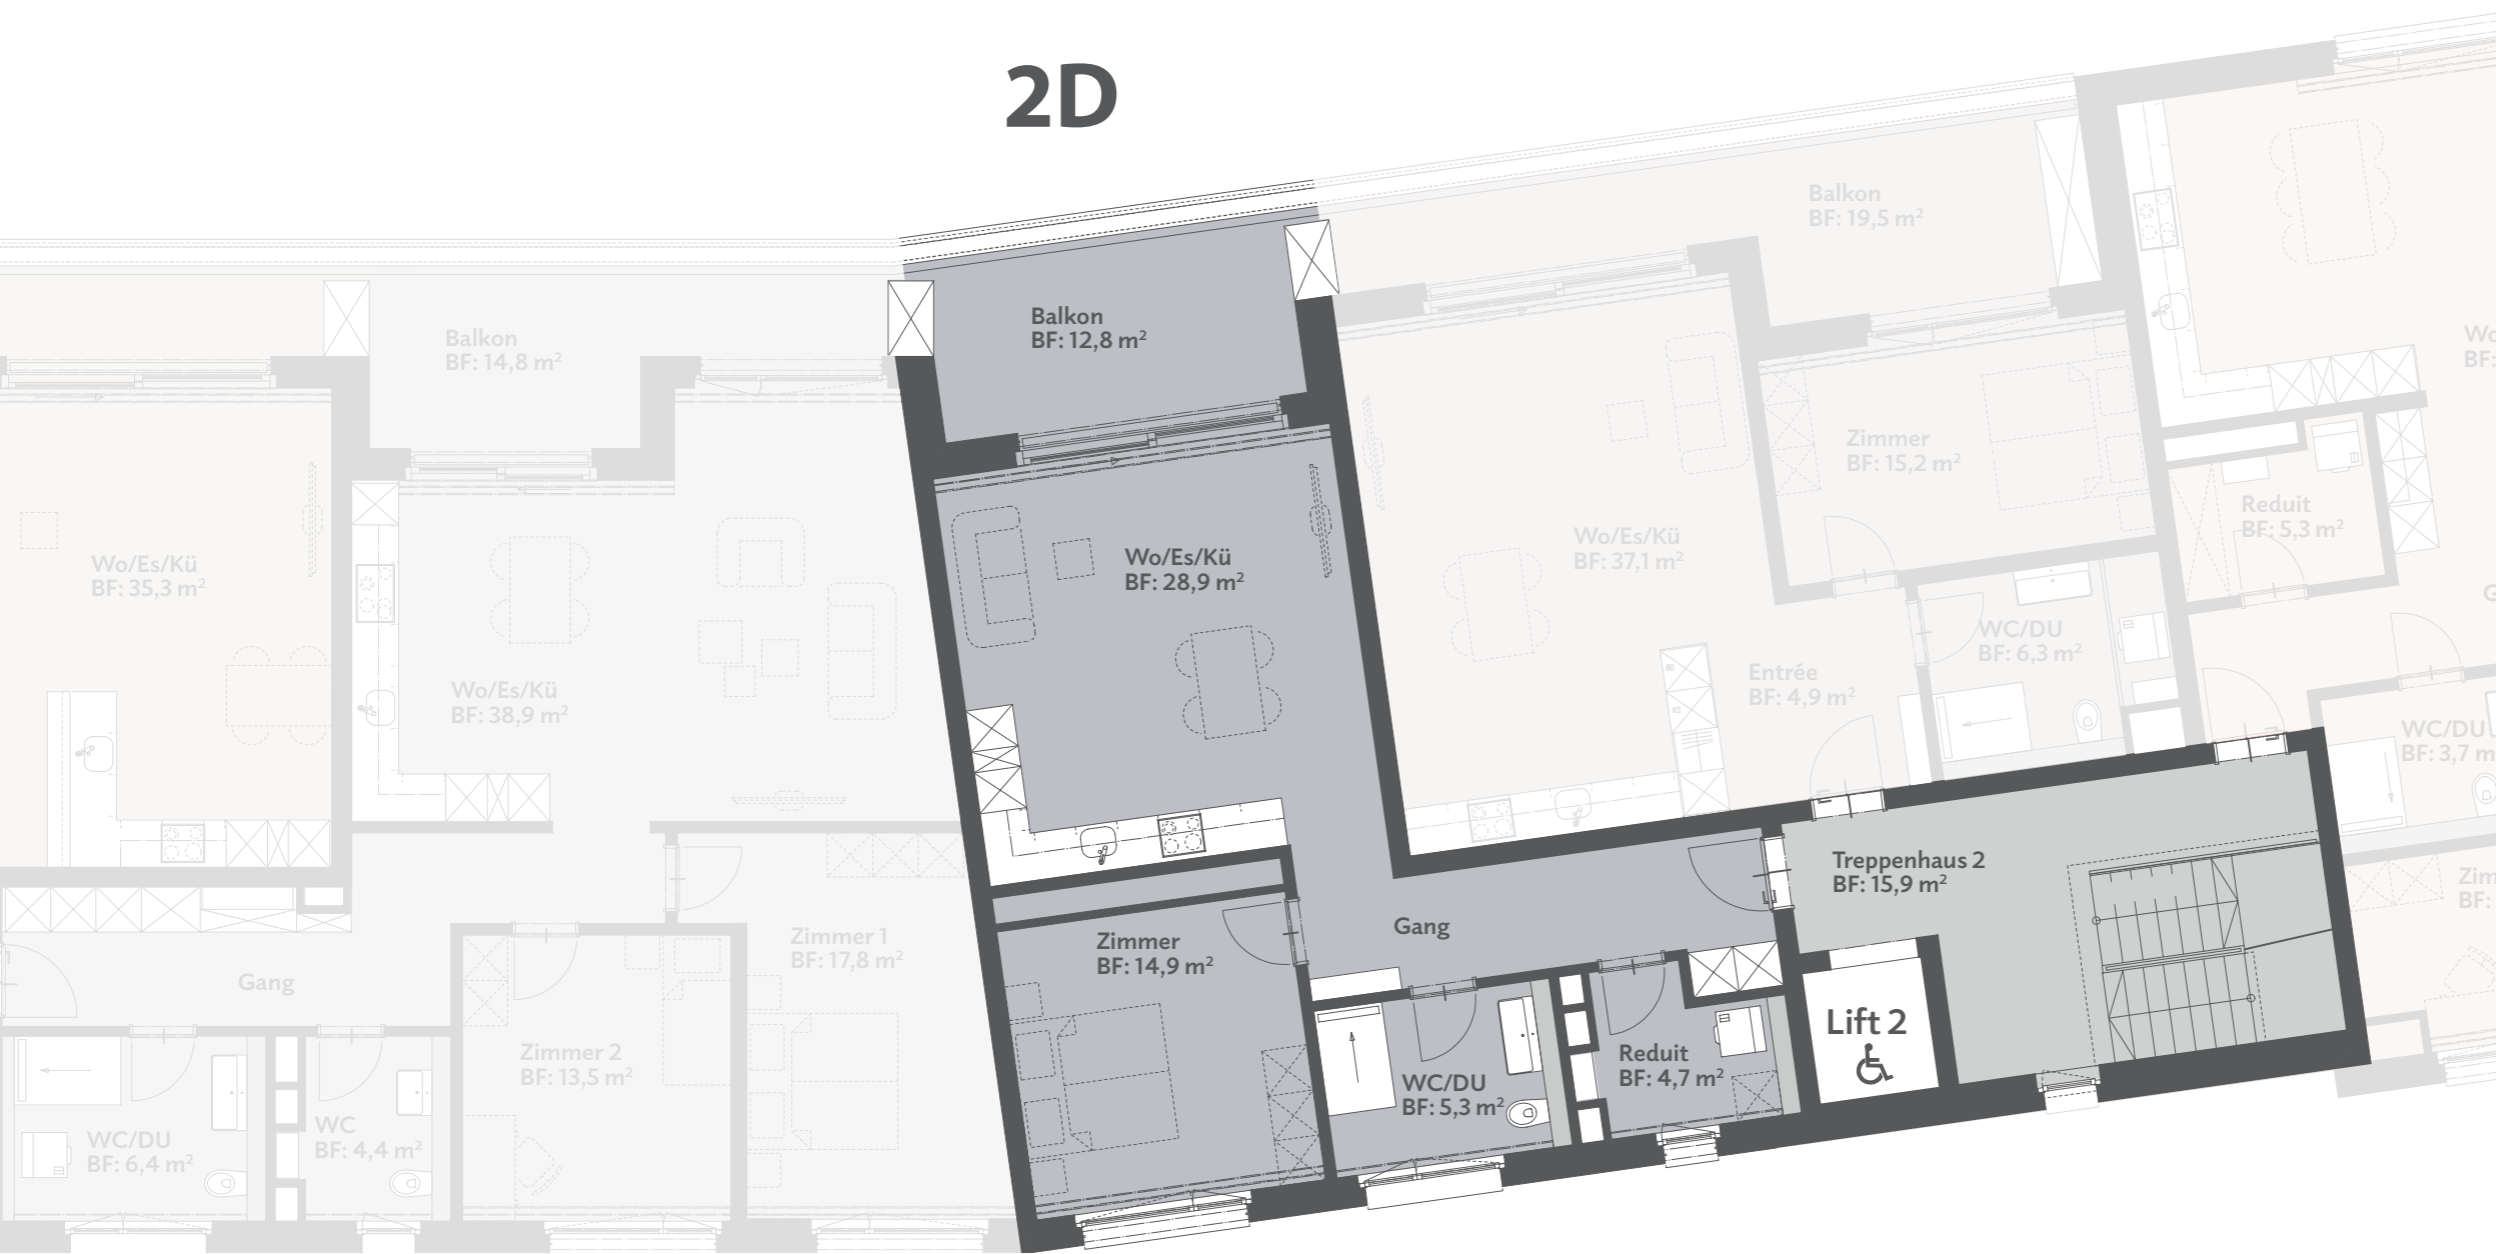 2D
Balkon
BF: 19,5 m²
Balkon
BF: 12,8 m²
Balkon
BF: 14,8 m²
Wo/Es/Kü
BF: 35,3 m²
Wo/Es/Kü
BF: 38,9 m²
Wo/Es/Kü
BF: 28,9 m²
Wo/Es/Kü
BF: 37,1 m²
Zimmer
BF: 15,2 m²
Reduit
BF: 5,3 m²
WC/DU
BF: 6,3 m²
Entrée
BF: 4,9 m²
WC/DU
BF: 3,7 m
Treppenhaus 2
BF: 15,9 m²
Gang
Zimmer
BF: 14,9 m²
Zimmer 1
BF: 17,8 m²
Gang
Zimmer 2
BF: 13,5 m²
WC/DU
BF: 6,4 m²
WC
BF: 4,4 m²
WC/DU
BF: 5,3 m²
Reduit
BF: 4,7 m²
Lift 2
Wo
BF:
G
Zim
BF: